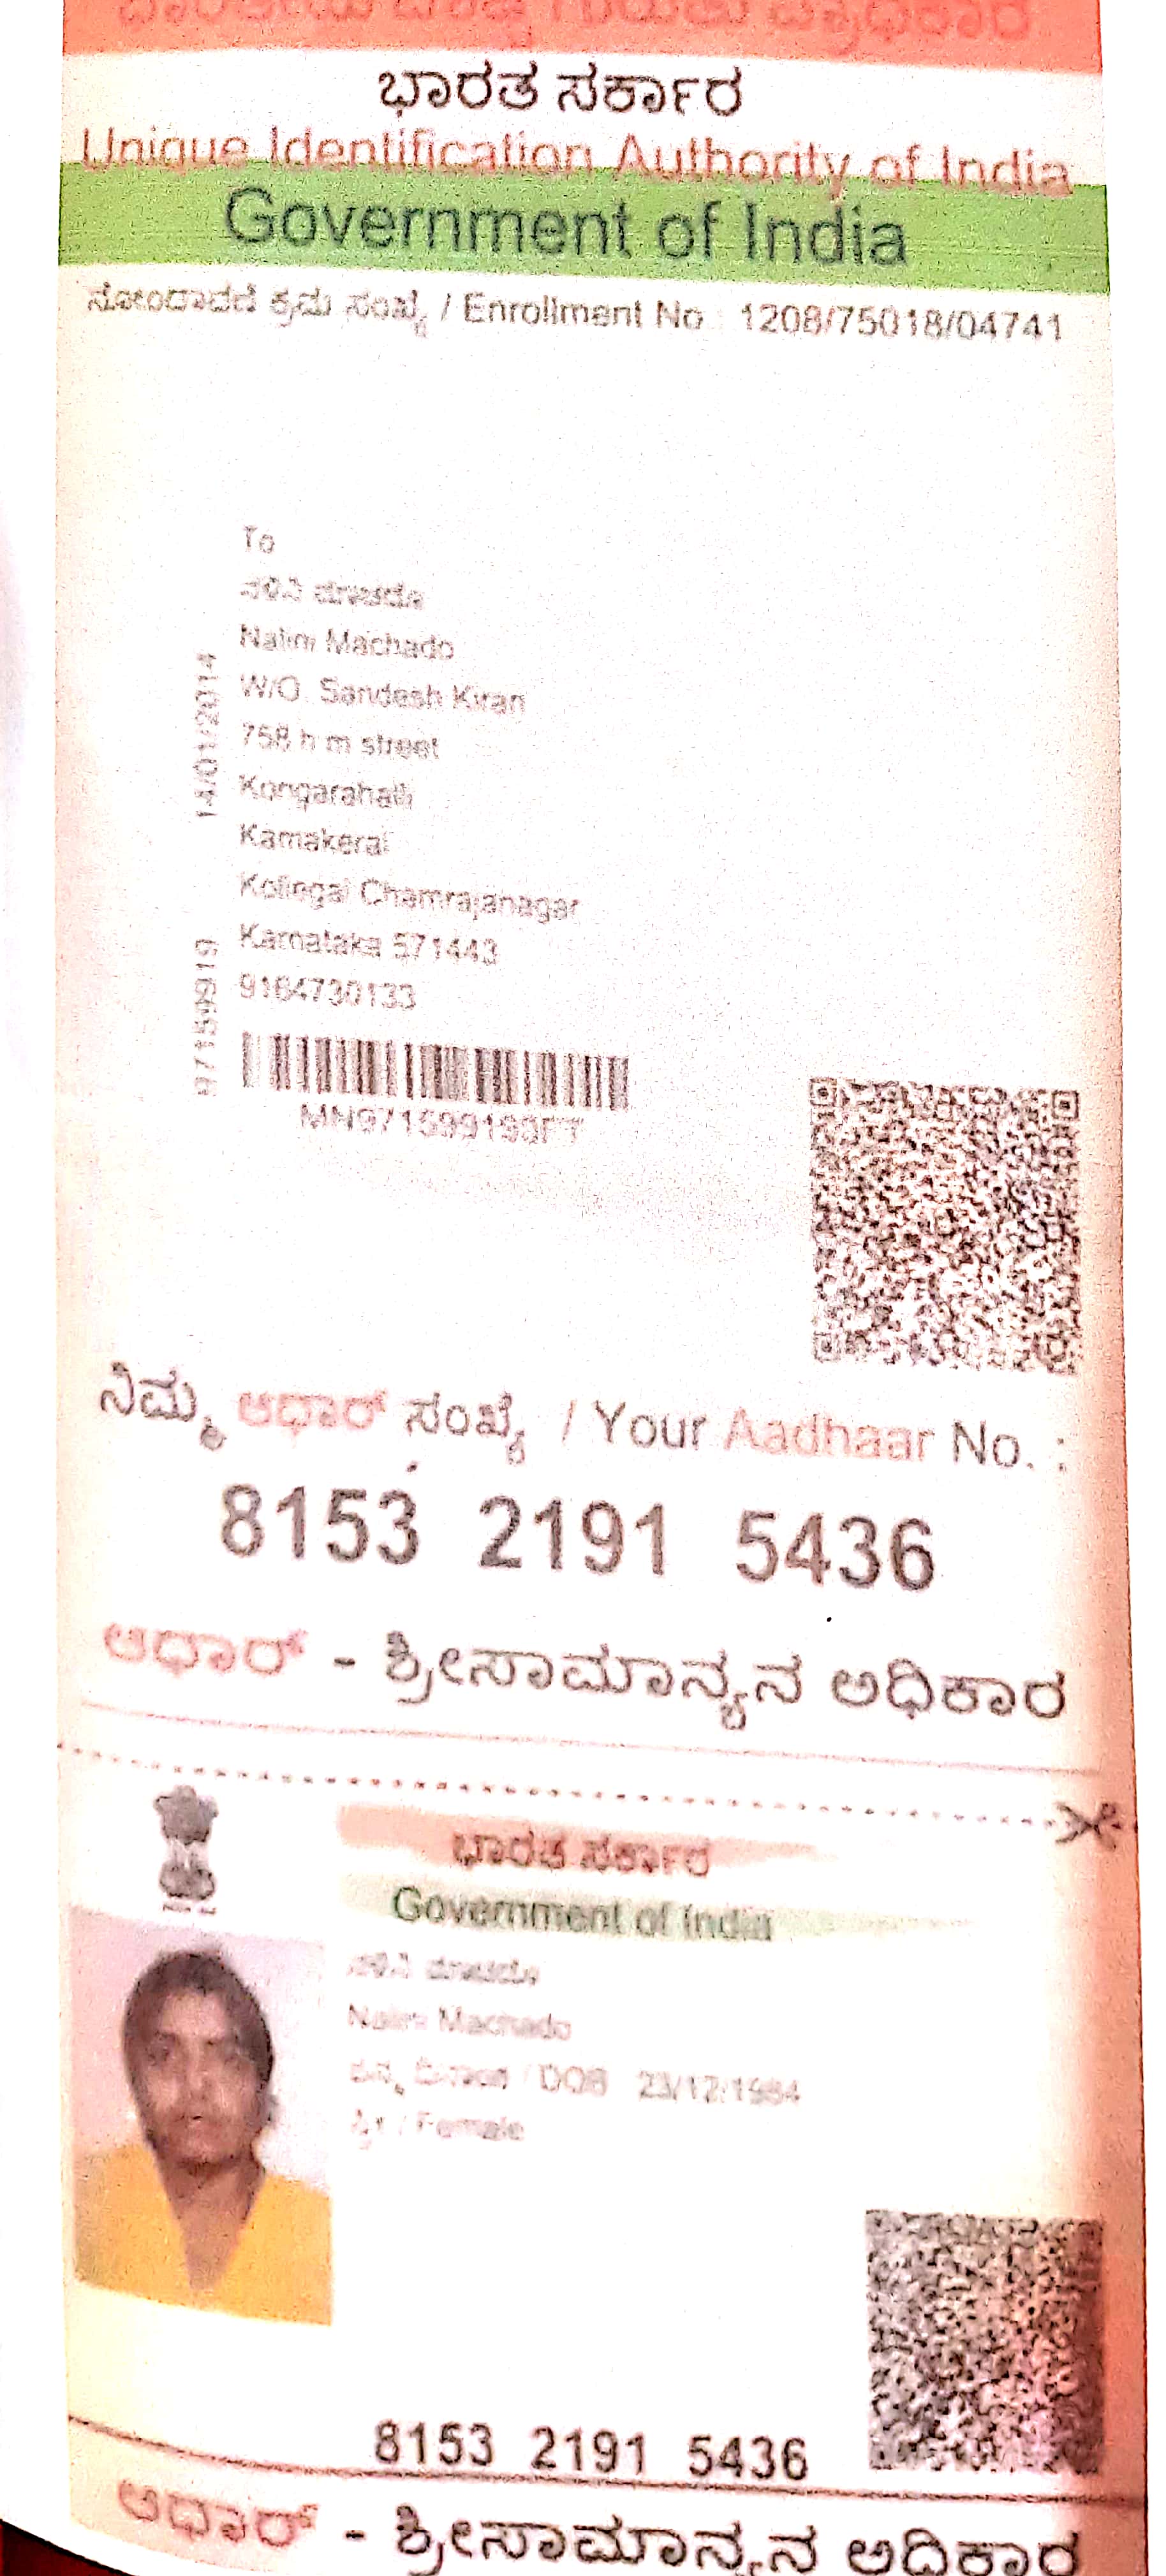 ಭಾರತ ಸರ್ಕಾರ
Unique Identification Authority of India
Government of India
ನೋಂದಾವಣೆ ಕ್ರಮ ಸಂಖ್ಯೆ / Enrollment No : 1208/75018/04741
To
Nalini Machado
W/O Sandesh Kiran
758 h m street
Kongarahalli
Kamakerai
Kollegal Chamrajanagar
Karnataka 571443
9164730133
14/01/2014
97159919
ನಿಮ್ಮ ಆಧಾರ್ ಸಂಖ್ಯೆ / Your Aadhaar No. :
8153 2191 5436
ಆಧಾರ್ - ಶ್ರೀಸಾಮಾನ್ಯನ ಅಧಿಕಾರ
ಭಾರತ ಸರ್ಕಾರ
Government of India
Nalini Machado
DOB 23/12/1984
Female
8153 2191 5436
ಆಧಾರ್ - ಶ್ರೀಸಾಮಾನ್ಯನ ಅಧಿಕಾರ